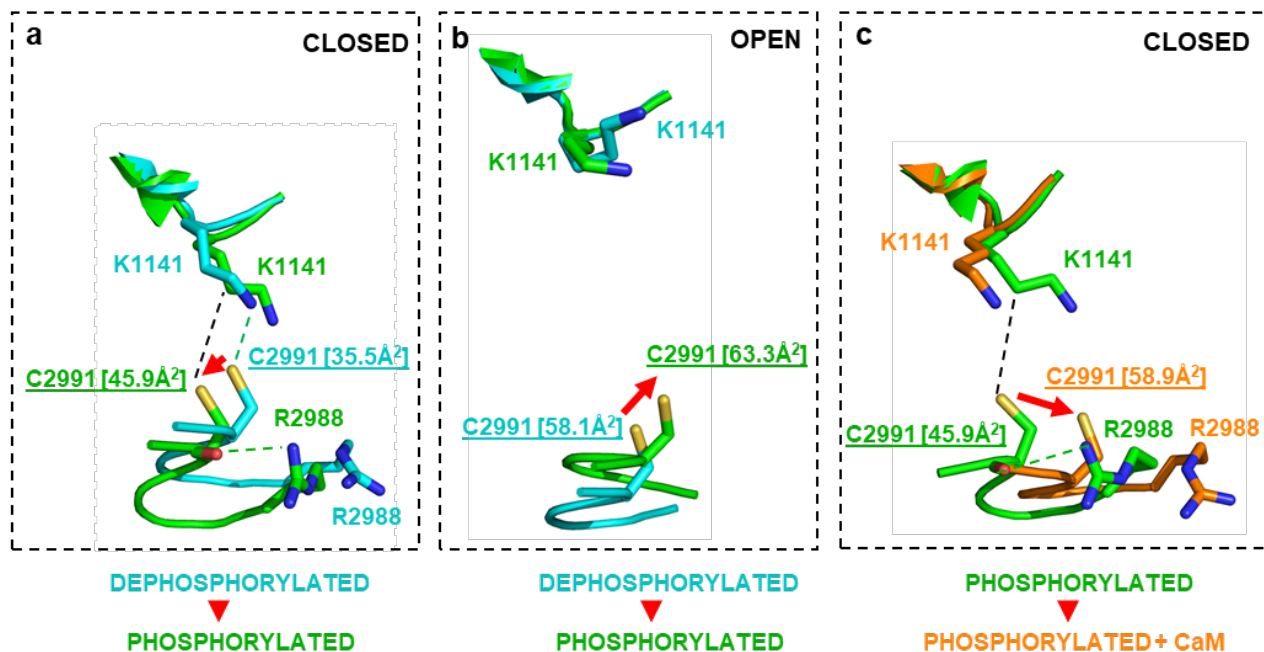 a
CLOSED
K1141
K1141
C2991 [35.5Å²]
C2991 [45.9Å²]
R2988
R2988
DEPHOSPHORYLATED
PHOSPHORYLATED
b
OPEN
K1141
K1141
C2991 [63.3Å²]
C2991 [58.1Å²]
DEPHOSPHORYLATED
PHOSPHORYLATED
c
CLOSED
K1141
K1141
C2991 [58.9Å²]
C2991 [45.9Å²]
R2988
R2988
PHOSPHORYLATED
PHOSPHORYLATED + CaM